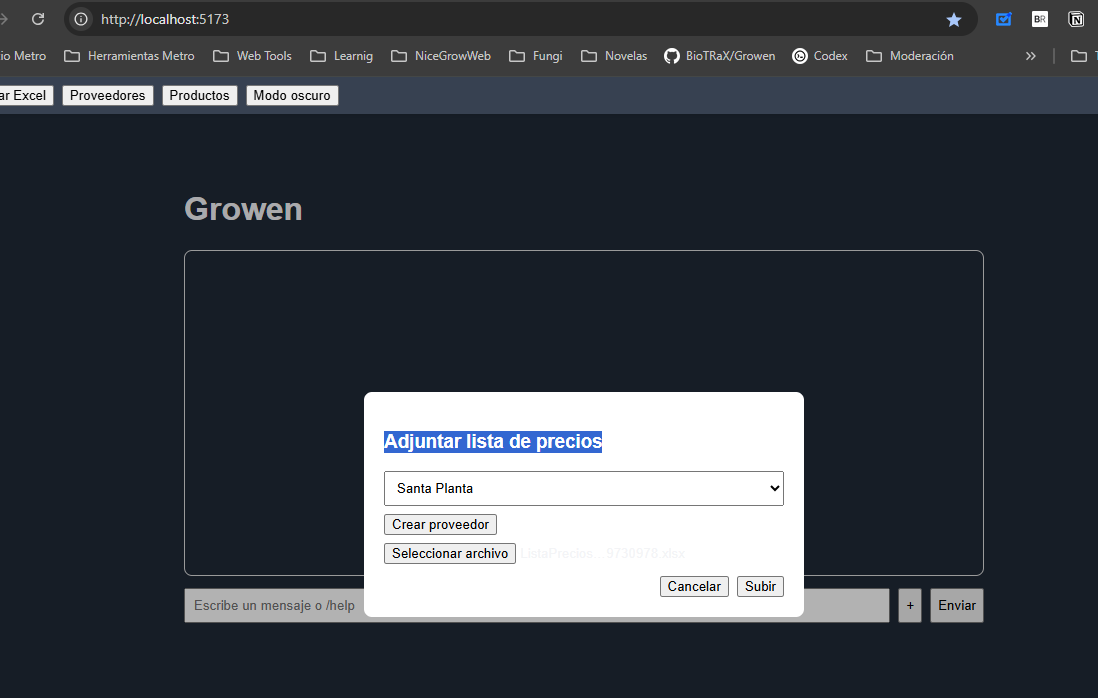 http://localhost:5173
BR
io Metro Herramientas Metro Web Tools Learnig NiceGrowWeb Fungi Novelas BioTRaX/Growen Codex Moderación »
ar Excel Proveedores Productos Modo oscuro
Growen
Adjuntar lista de precios
Santa Planta
Crear proveedor
Seleccionar archivo ListaPrecios...9730978.xlsx
Cancelar Subir
Escribe un mensaje o /help + Enviar